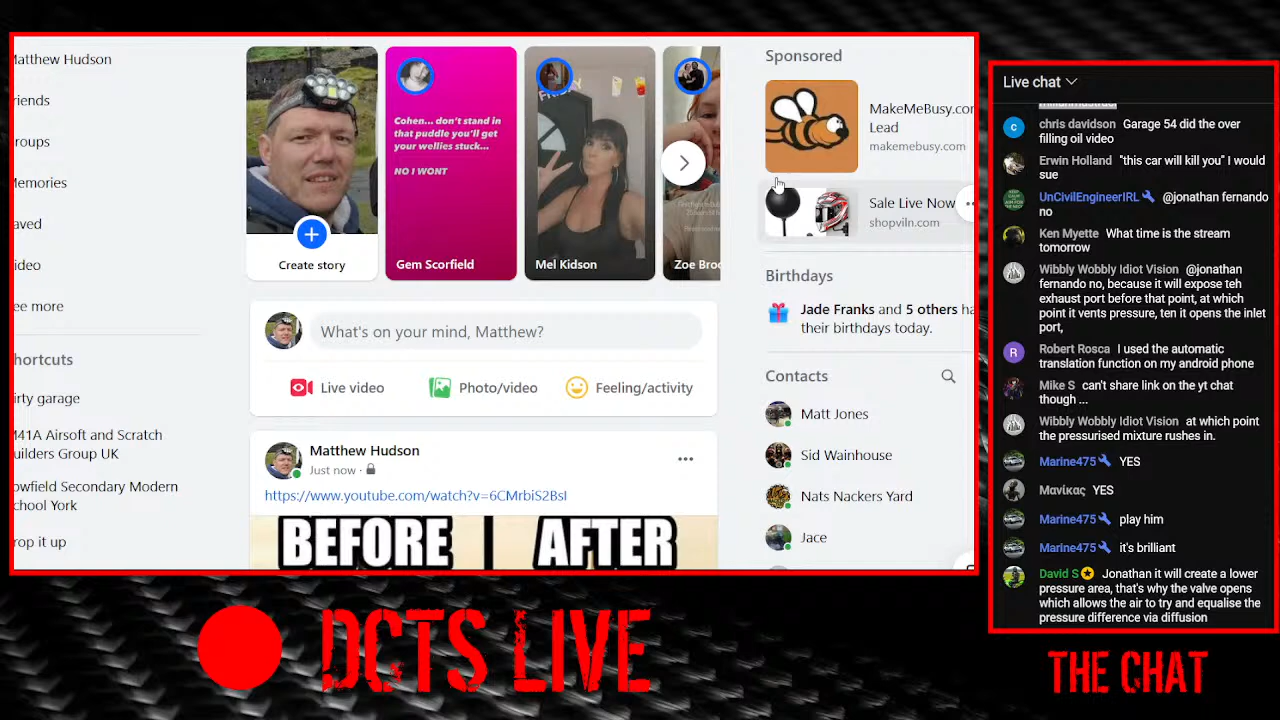 atthew Hudson
riends
roups
emories
aved
ideo
ee more
hortcuts
irty garage
M41A Airsoft and Scratch
uilders Group UK
owfield Secondary Modern
chool York
rop it up
Cohen... don't stand in
that puddle you'll get
your wellies stuck...
NO I WONT
FRIDAY
Create story
Gem Scorfield
Mel Kidson
Zoe Broo
What's on your mind, Matthew?
Live video
Photo/video
Feeling/activity
Matthew Hudson
Just now ·
https://www.youtube.com/watch?v=6CMrbiS2BsI
BEFORE
AFTER
Sponsored
MakeMeBusy.com
Lead
makemebusy.com
Sale Live Now
shopviln.com
Birthdays
Jade Franks and 5 others ha
their birthdays today.
Contacts
Matt Jones
Sid Wainhouse
Nats Nackers Yard
Jace
Live chat
chris davidson Garage 54 did the over
filling oil video
Erwin Holland "this car will kill you" I would
sue
UnCivilEngineerIRL @jonathan fernando
no
Ken Myette What time is the stream
tomorrow
Wibbly Wobbly Idiot Vision @jonathan
fernando no, because it will expose teh
exhaust port before that point, at which
point it vents pressure, ten it opens the inlet
port,
Robert Rosca I used the automatic
translation function on my android phone
Mike S can't share link on the yt chat
though ...
Wibbly Wobbly Idiot Vision at which point
the pressurised mixture rushes in.
Marine475 YES
Μανίκας YES
Marine475 play him
Marine475 it's brilliant
David S Jonathan it will create a lower
pressure area, that's why the valve opens
which allows the air to try and equalise the
pressure difference via diffusion
DCTS LIVE
THE CHAT